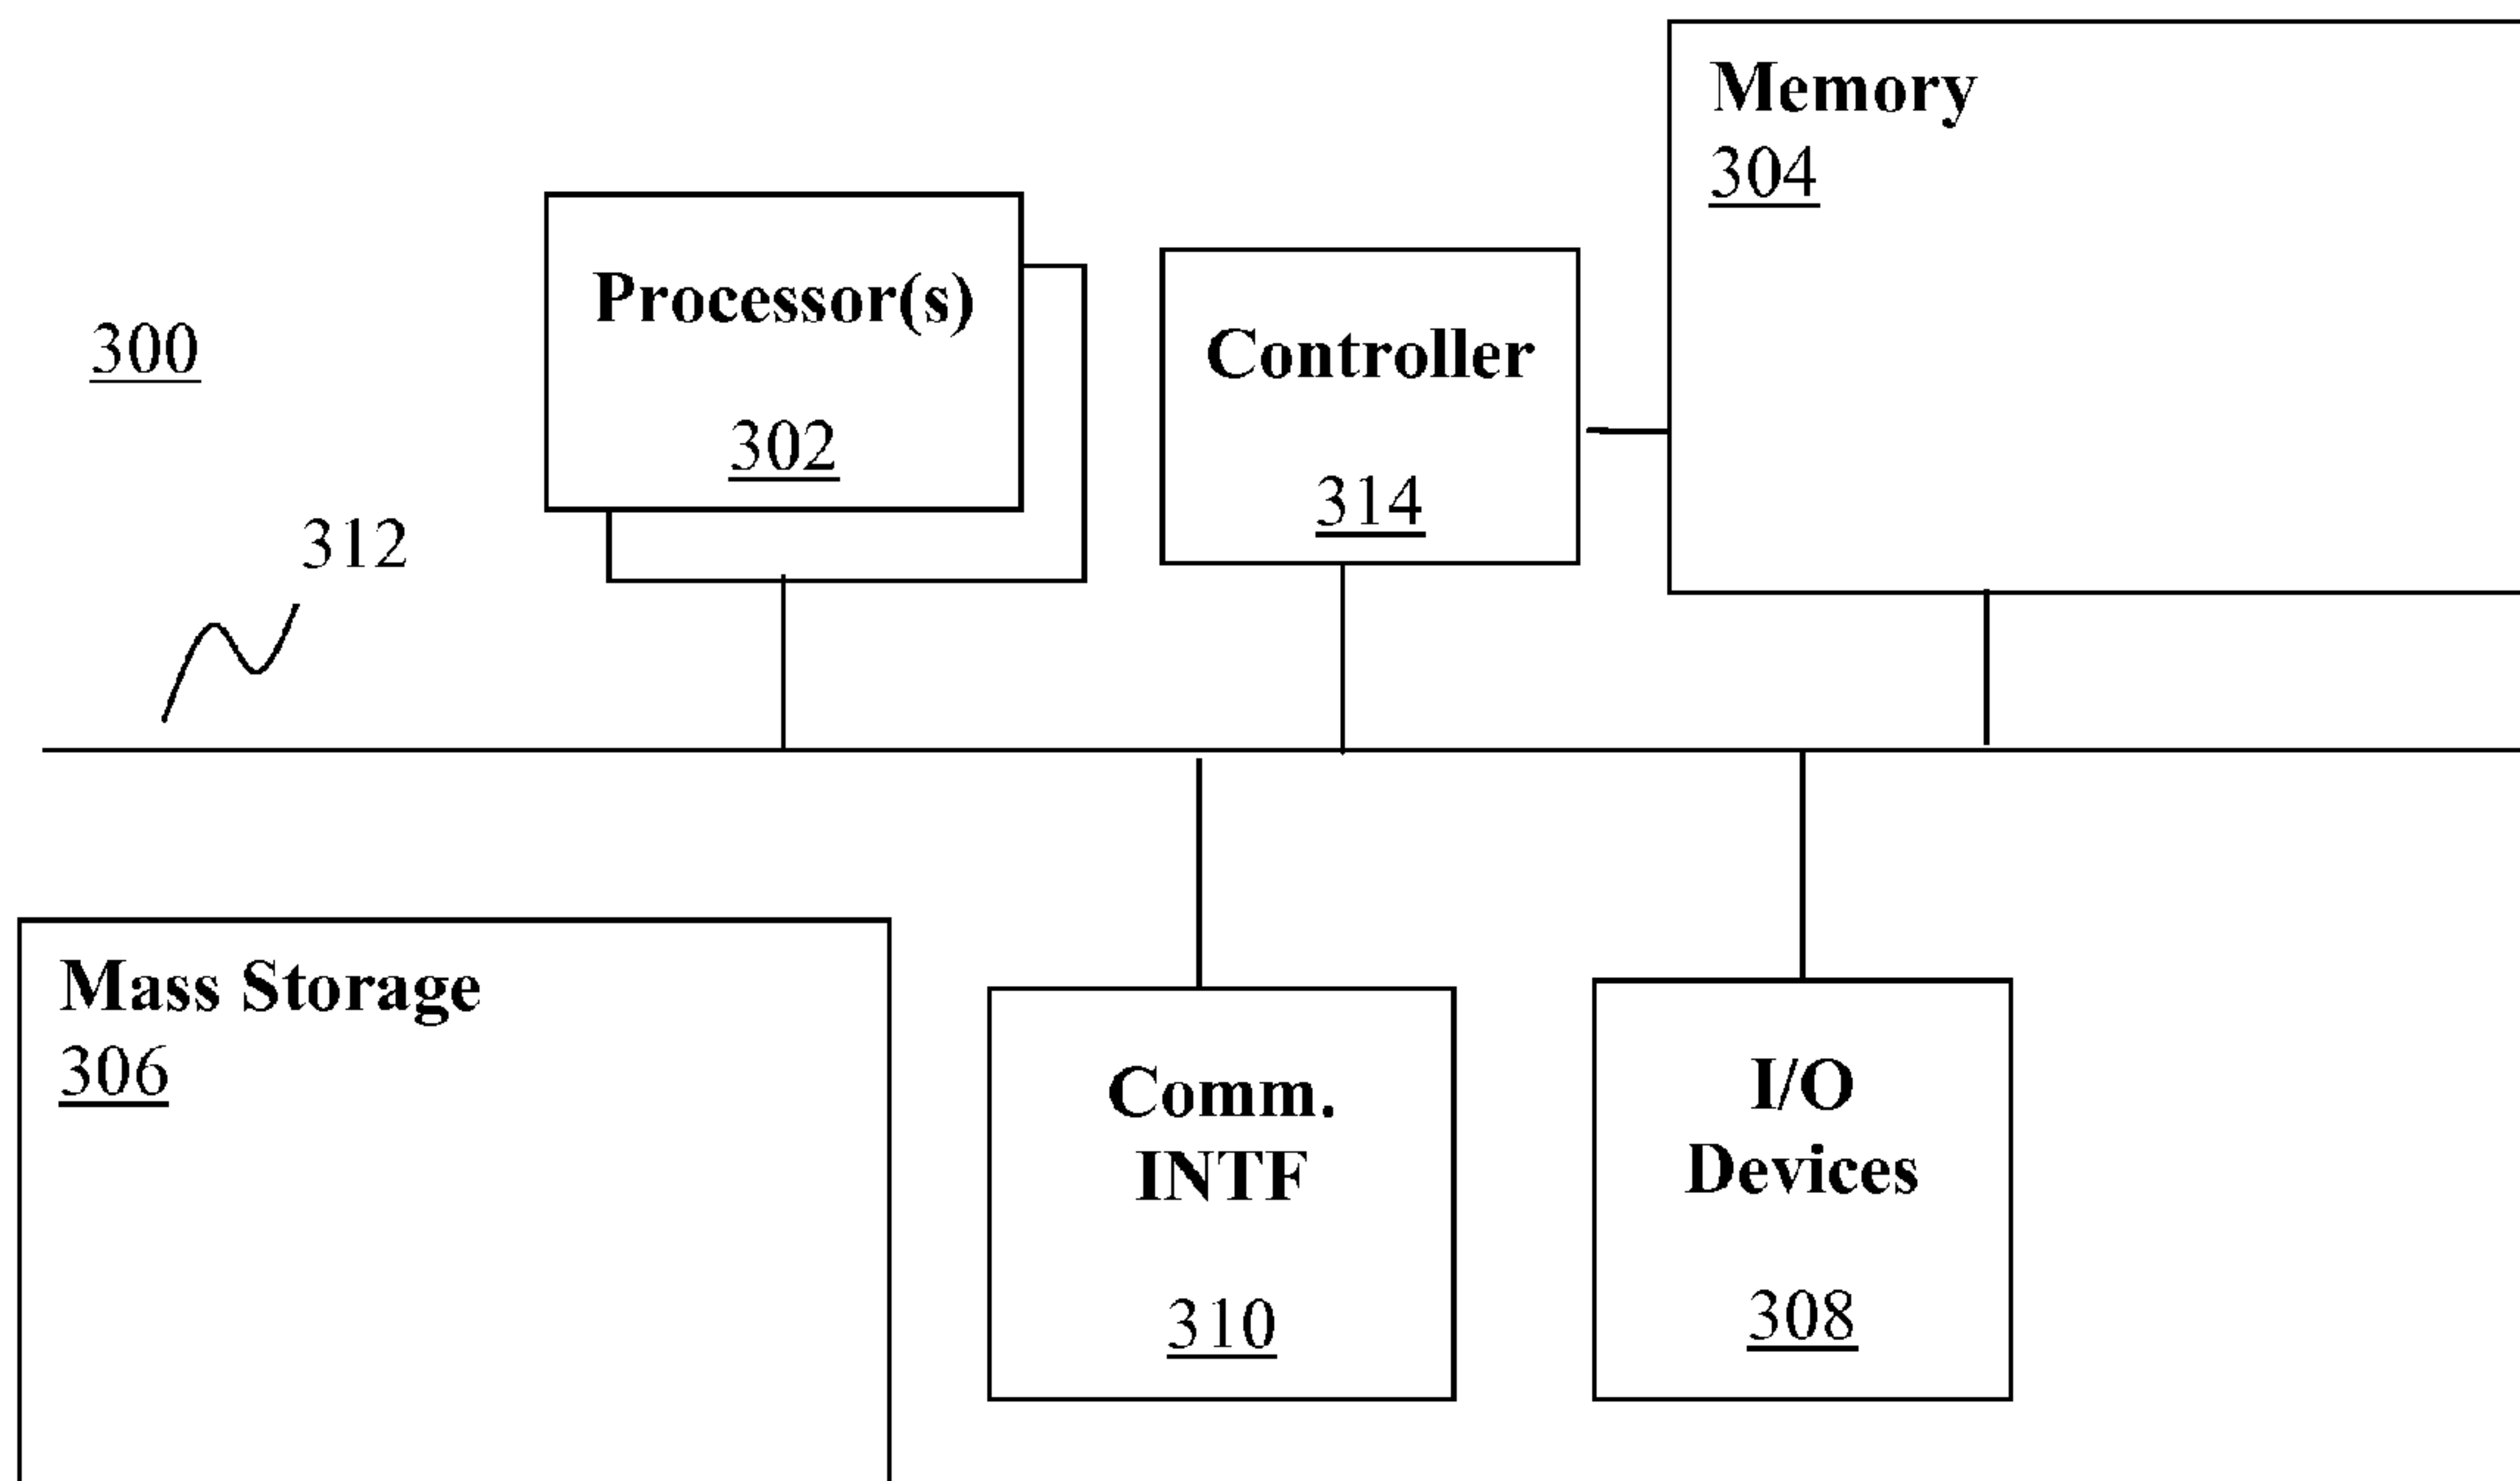 Memory
304
Processor(s)
302
Controller
314
300
312
Mass Storage
306
Comm.
INTF
310
I/O
Devices
308